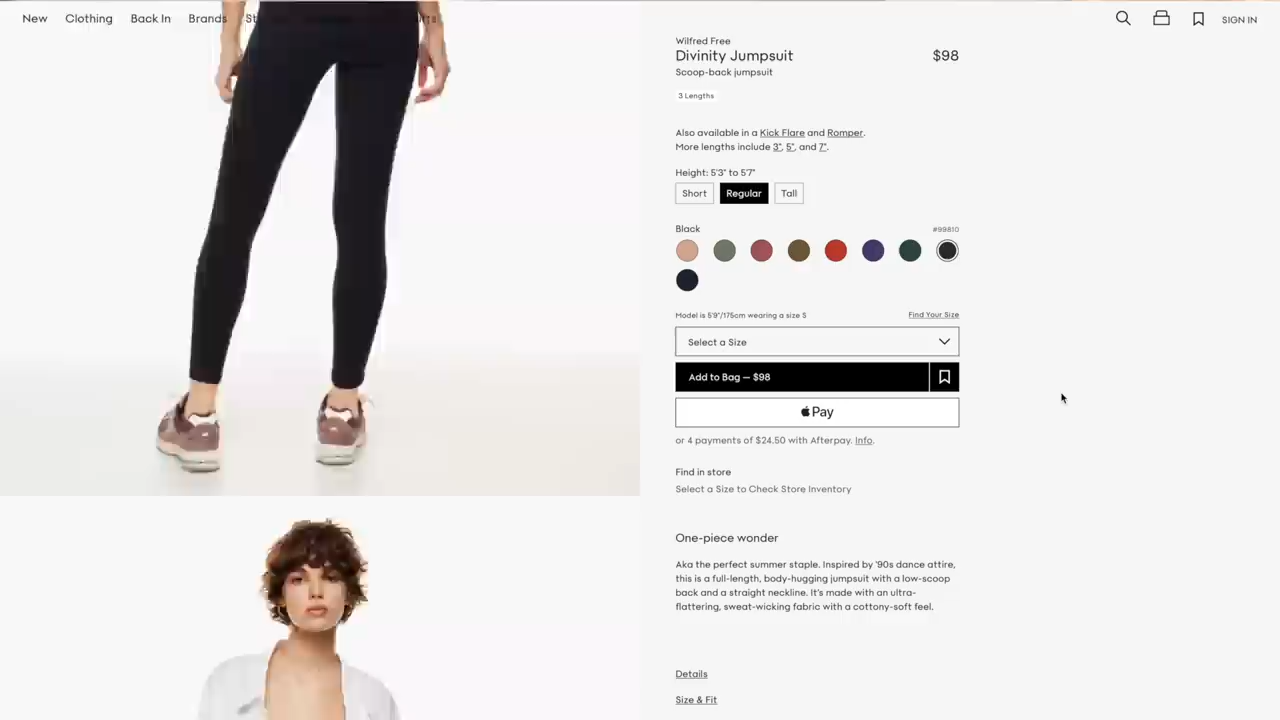 New Clothing Back In Brands
SIGN IN
Wilfred Free
Divinity Jumpsuit $98
Scoop-back jumpsuit
3 Lengths
Also available in a Kick Flare and Romper.
More lengths include 3", 5", and 7".
Height: 5'3" to 5'7"
Short Regular Tall
Black #99810
Model is 5'9"/175cm wearing a size S Find Your Size
Select a Size
Add to Bag — $98
Pay
or 4 payments of $24.50 with Afterpay. Info.
Find in store
Select a Size to Check Store Inventory
One-piece wonder
Aka the perfect summer staple. Inspired by '90s dance attire,
this is a full-length, body-hugging jumpsuit with a low-scoop
back and a straight neckline. It's made with an ultra-
flattering, sweat-wicking fabric with a cottony-soft feel.
Details
Size & Fit